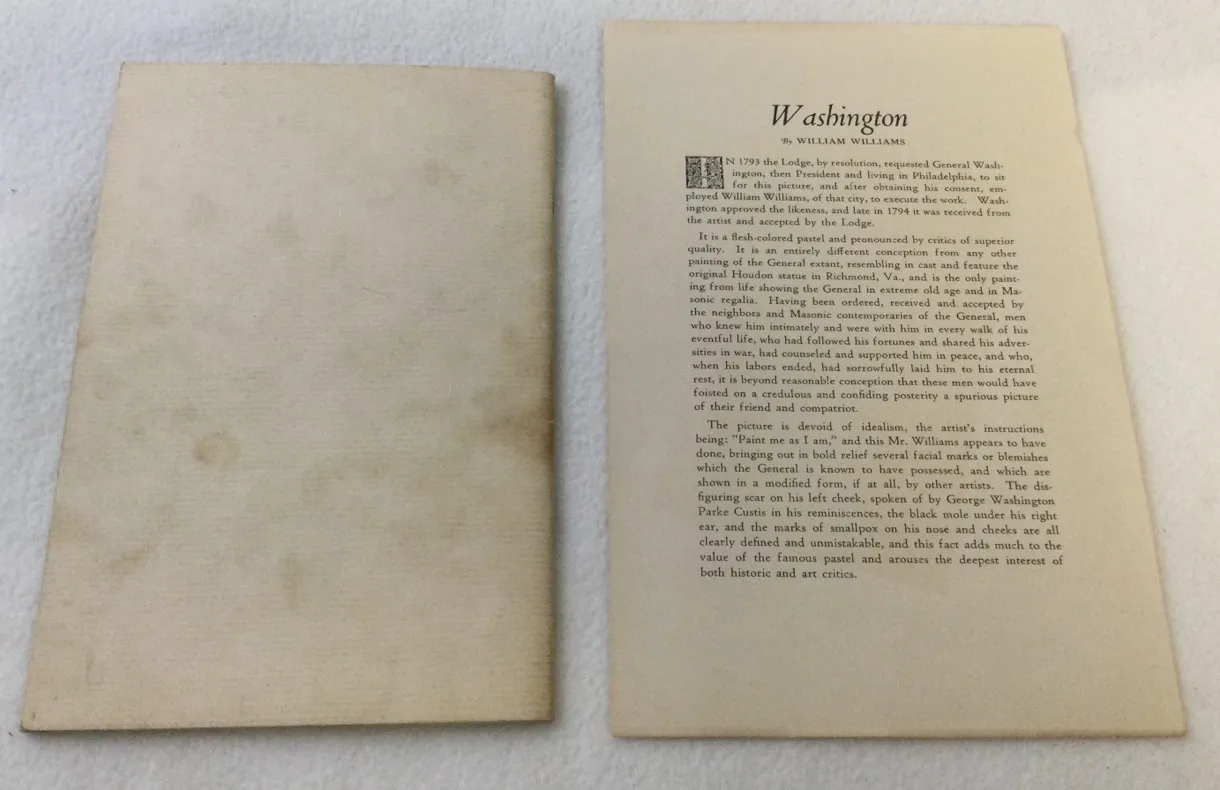 Washington
By WILLIAM WILLIAMS
IN 1793 the Lodge, by resolution, requested General Wash-
ington, then President and living in Philadelphia, to sit
for this picture, and after obtaining his consent, em-
ployed William Williams, of that city, to execute the work. Wash-
ington approved the likeness, and late in 1794 it was received from
the artist and accepted by the Lodge.
It is a flesh-colored pastel and pronounced by critics of superior
quality. It is an entirely different conception from any other
painting of the General extant, resembling in cast and feature the
original Houdon statue in Richmond, Va., and is the only paint-
ing from life showing the General in extreme old age and in Ma-
sonic regalia. Having been ordered, received and accepted by
the neighbors and Masonic contemporaries of the General, men
who knew him intimately and were with him in every walk of his
eventful life, who had followed his fortunes and shared his adver-
sities in war, had counseled and supported him in peace, and who,
when his labors ended, had sorrowfully laid him to his eternal
rest, it is beyond reasonable conception that these men would have
foisted on a credulous and confiding posterity a spurious picture
of their friend and compatriot.
The picture is devoid of idealism, the artist's instructions
being: "Paint me as I am," and this Mr. Williams appears to have
done, bringing out in bold relief several facial marks or blemishes
which the General is known to have possessed, and which are
shown in a modified form, if at all, by other artists. The dis-
figuring scar on his left cheek, spoken of by George Washington
Parke Custis in his reminiscences, the black mole under his right
ear, and the marks of smallpox on his nose and cheeks are all
clearly defined and unmistakable, and this fact adds much to the
value of the famous pastel and arouses the deepest interest of
both historic and art critics.